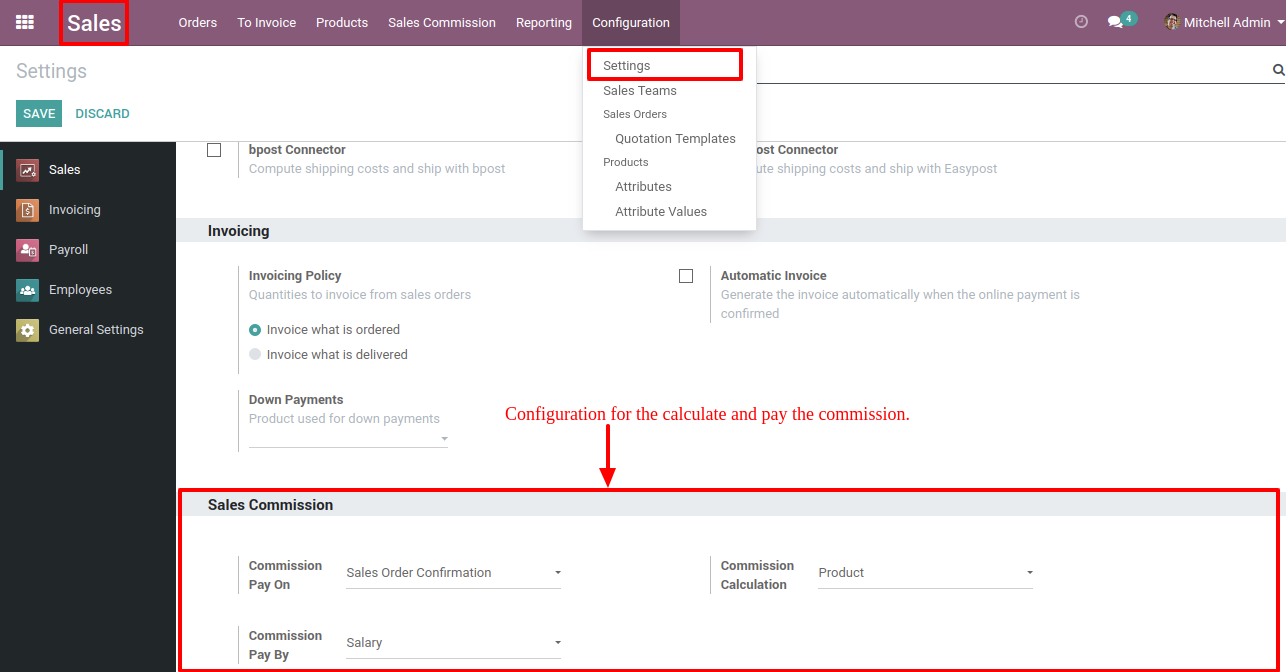 Sales Orders To Invoice Products Sales Commission Reporting Configuration 4 Mitchell Admin
Settings
SAVE DISCARD
Settings
Sales Teams
Sales Orders
Quotation Templates
Products
Attributes
Attribute Values
Sales
Invoicing
Payroll
Employees
General Settings
bpost Connector
Compute shipping costs and ship with bpost
ost Connector
ute shipping costs and ship with Easypost
Invoicing
Invoicing Policy
Quantities to invoice from sales orders
Invoice what is ordered
Invoice what is delivered
Automatic Invoice
Generate the invoice automatically when the online payment is
confirmed
Down Payments
Product used for down payments
Configuration for the calculate and pay the commission.
Sales Commission
Commission
Pay On
Sales Order Confirmation
Commission
Calculation
Product
Commission
Pay By
Salary